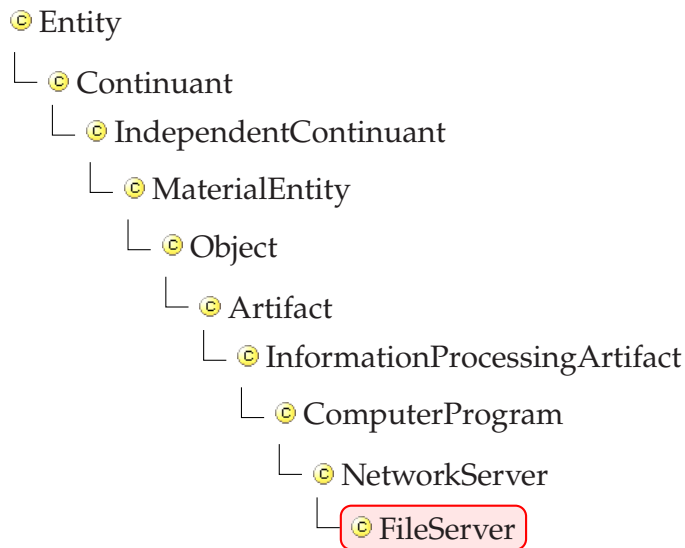 Entity
Continuant
IndependentContinuant
MaterialEntity
Object
Artifact
InformationProcessingArtifact
ComputerProgram
NetworkServer
FileServer